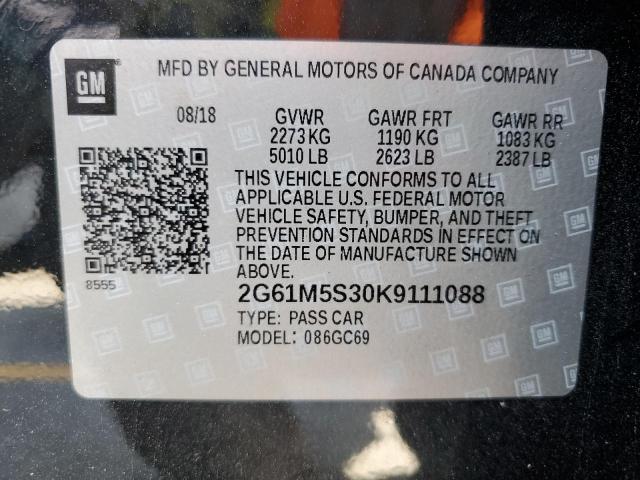 GM
MFD BY GENERAL MOTORS OF CANADA COMPANY
08/18 GVWR GAWR FRT GAWR RR
2273 KG 1190 KG 1083 KG
5010 LB 2623 LB 2387 LB
THIS VEHICLE CONFORMS TO ALL
APPLICABLE U.S. FEDERAL MOTOR
VEHICLE SAFETY, BUMPER, AND THEFT
PREVENTION STANDARDS IN EFFECT ON
THE DATE OF MANUFACTURE SHOWN
ABOVE.
8555
2G61M5S30K9111088
TYPE: PASS CAR
MODEL: 086GC69